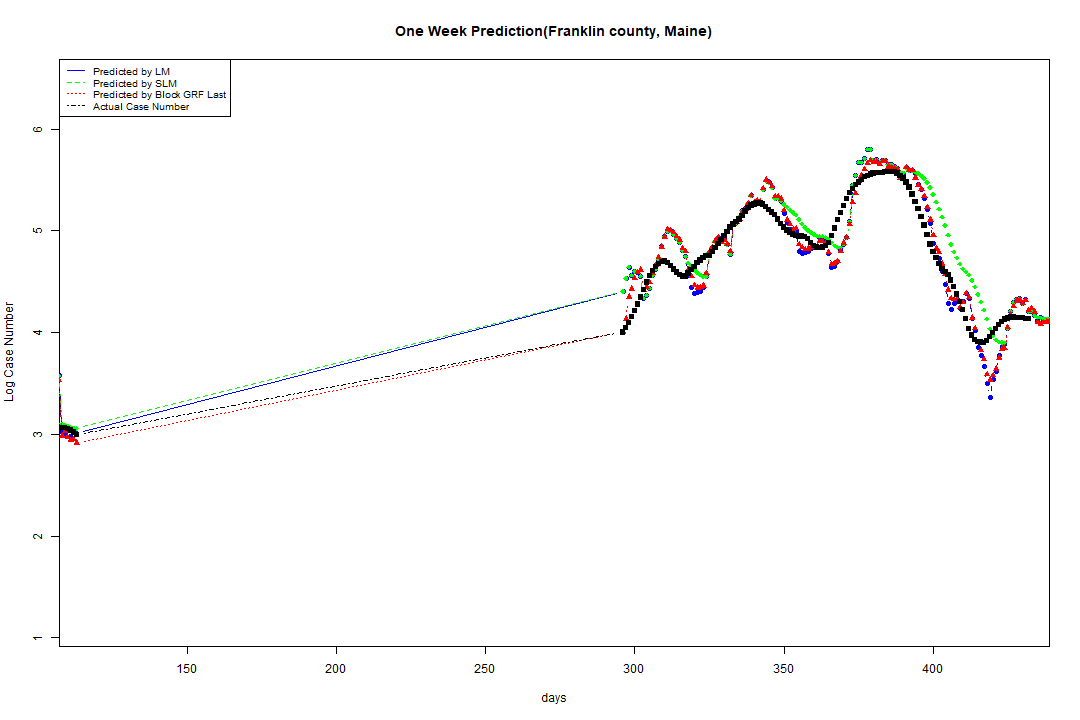 One Week Prediction(Franklin county, Maine)
Predicted by LM
Predicted by SLM
Predicted by Block GRF Last
Actual Case Number
Log Case Number
6
5
4
3
2
1
150
200
250
300
350
400
days